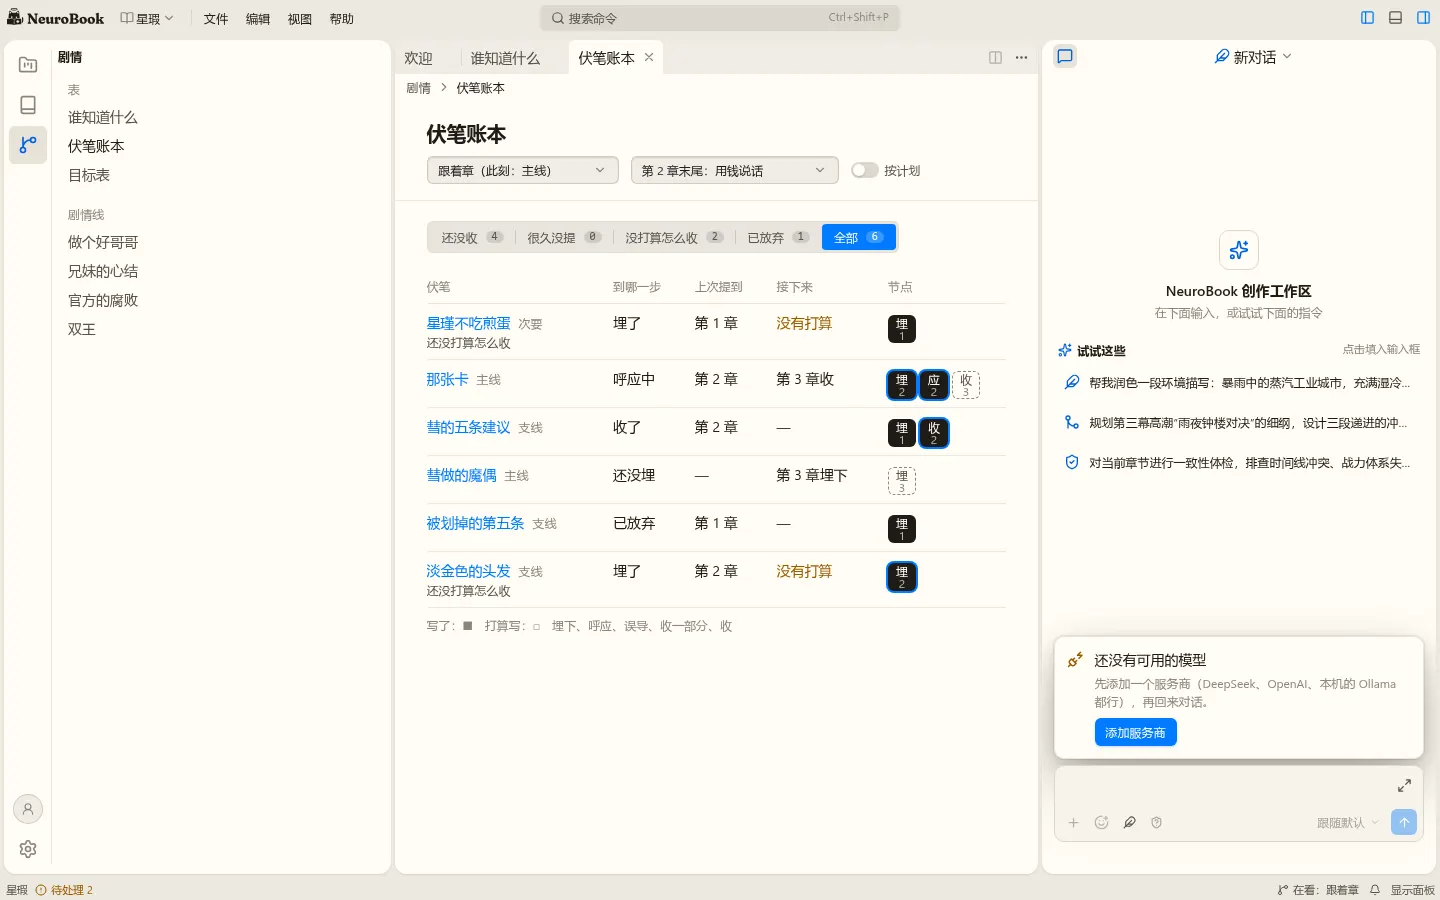 NeuroBook 星瑕 文件 编辑 视图 帮助 搜索命令 Ctrl+Shift+P
剧情
表
谁知道什么
伏笔账本
目标表
剧情线
做个好哥哥
兄妹的心结
官方的腐败
双王
欢迎 谁知道什么 伏笔账本
剧情 > 伏笔账本
伏笔账本
跟着章（此刻：主线） 第 2 章末尾：用钱说话 按计划
还没收 4 很久没提 0 没打算怎么收 2 已放弃 1 全部 6
伏笔 到哪一步 上次提到 接下来 节点
星瑾不吃煎蛋 次要 埋了 第 1 章 没有打算 埋 1
还没打算怎么收
那张卡 主线 呼应中 第 2 章 第 3 章收 埋 2 应 2 收 3
彗的五条建议 支线 收了 第 2 章 — 埋 1 收 2
彗做的魔偶 主线 还没埋 — 第 3 章埋下 埋 3
被划掉的第五条 支线 已放弃 第 1 章 — 埋 1
淡金色的头发 支线 埋了 第 2 章 没有打算 埋 2
还没打算怎么收
写了：■ 打算写：▫ 埋下、呼应、误导、收一部分、收
新对话
NeuroBook 创作工作区
在下面输入，或试试下面的指令
试试这些 点击填入输入框
帮我润色一段环境描写：暴雨中的蒸汽工业城市，充满湿冷...
规划第三幕高潮“雨夜钟楼对决”的细纲，设计三段递进的冲...
对当前章节进行一致性体检，排查时间线冲突、战力体系失...
还没有可用的模型
先添加一个服务商（DeepSeek、OpenAI、本机的 Ollama
都行），再回来对话。
添加服务商
跟随默认
星瑕 待处理 2 在看：跟着章 显示面板